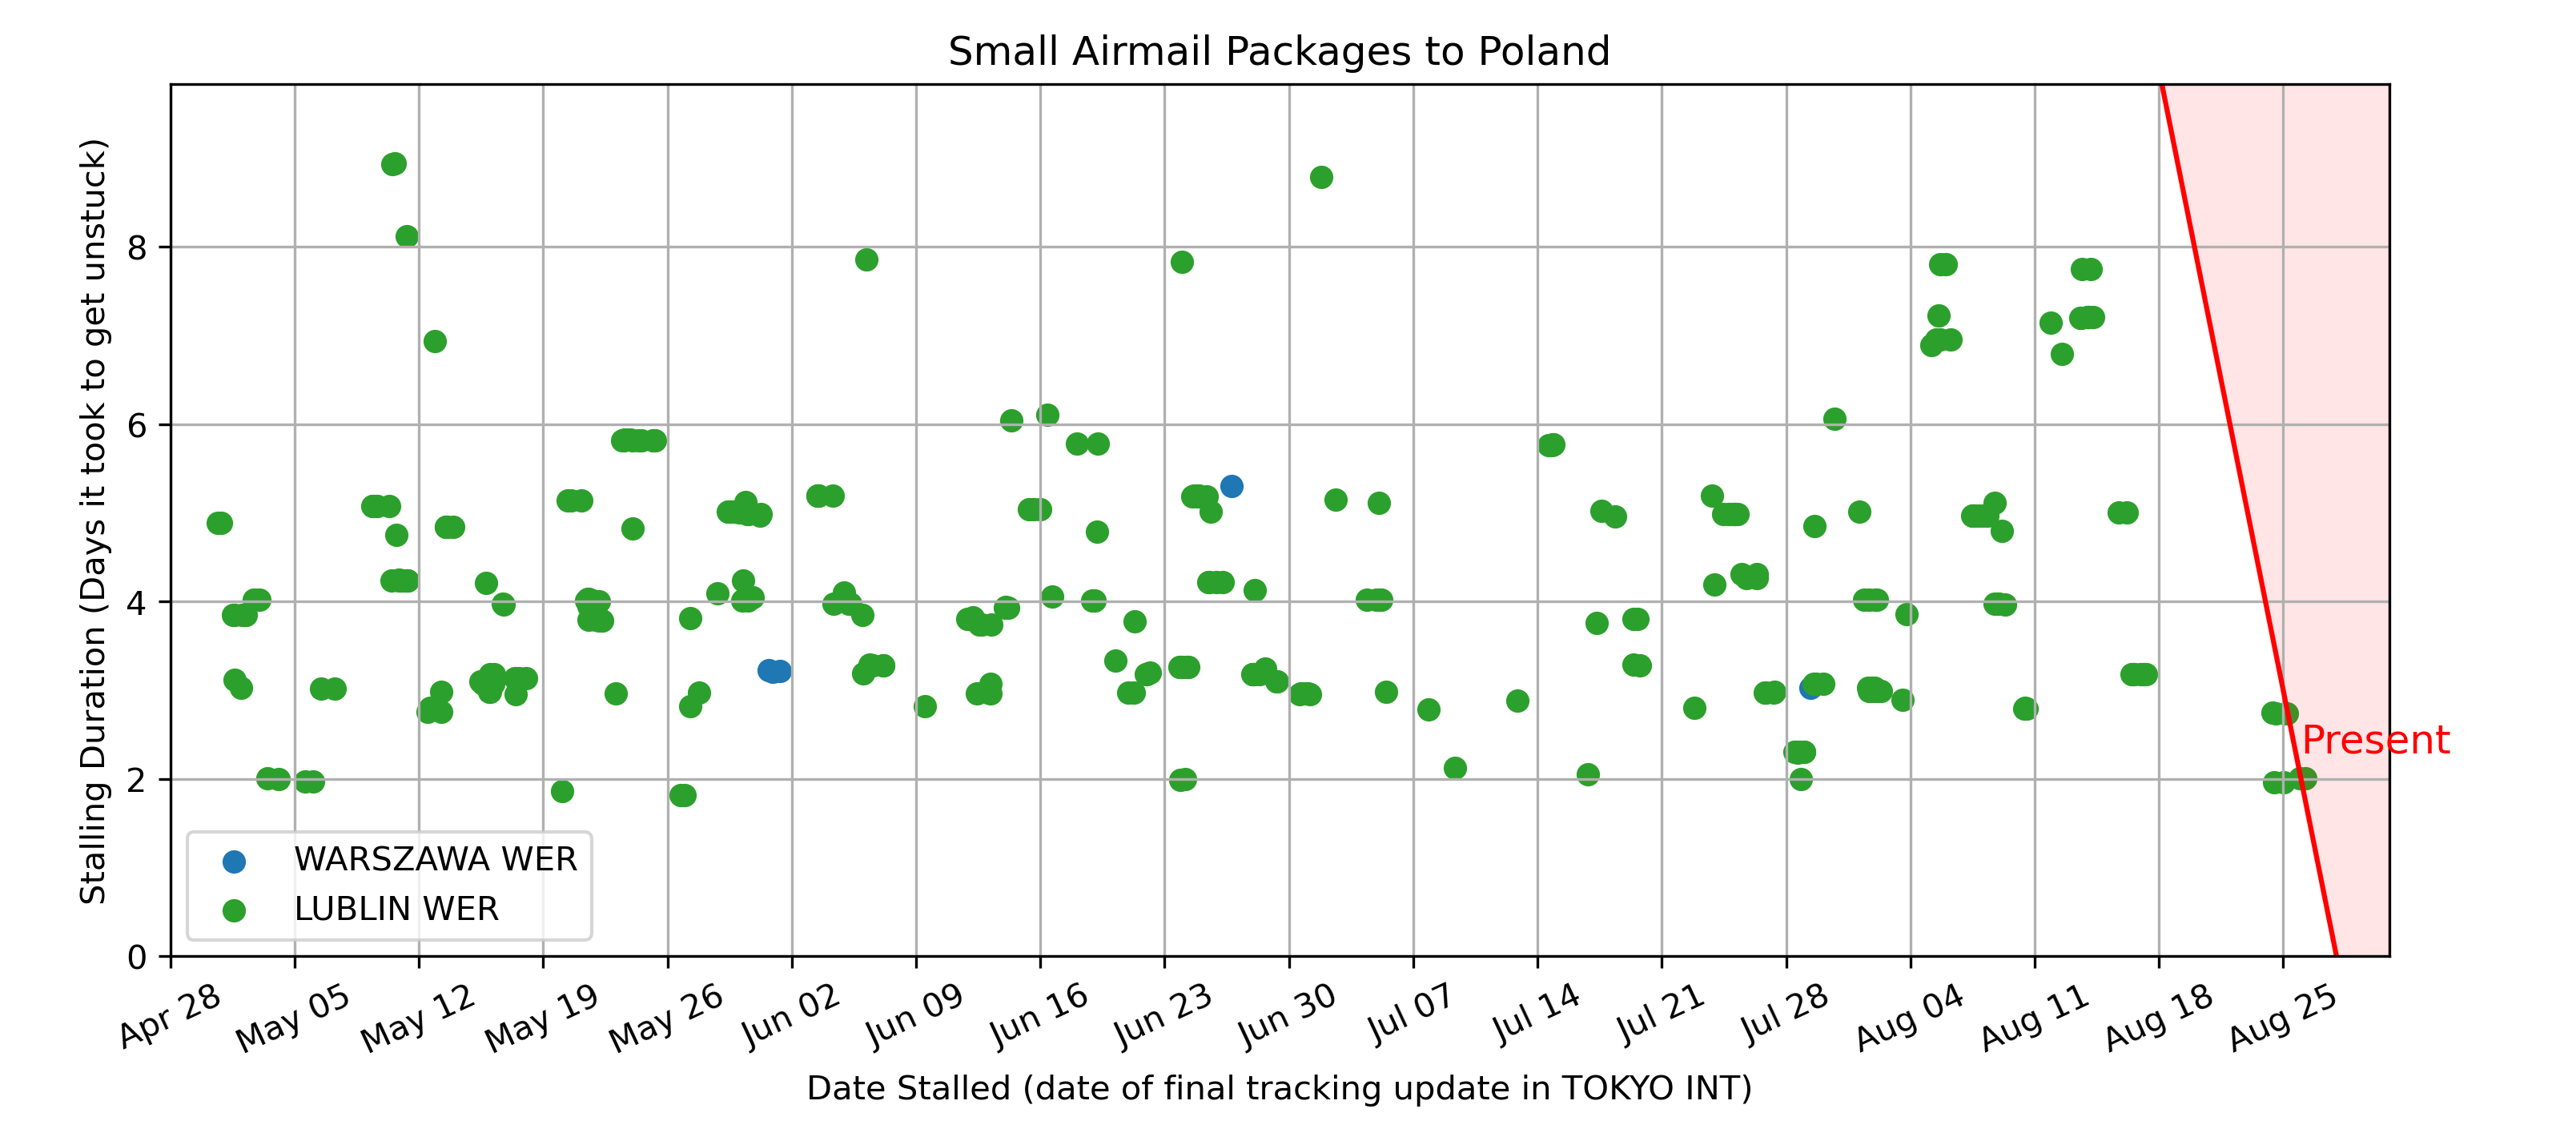 Small Airmail Packages to Poland
Stalling Duration (Days it took to get unstuck)
8
6
4
2
0
Present
WARSZAWA WER
LUBLIN WER
Apr 28
May 05
May 12
May 19
May 26
Jun 02
Jun 09
Jun 16
Jun 23
Jun 30
Jul 07
Jul 14
Jul 21
Jul 28
Aug 04
Aug 11
Aug 18
Aug 25
Date Stalled (date of final tracking update in TOKYO INT)